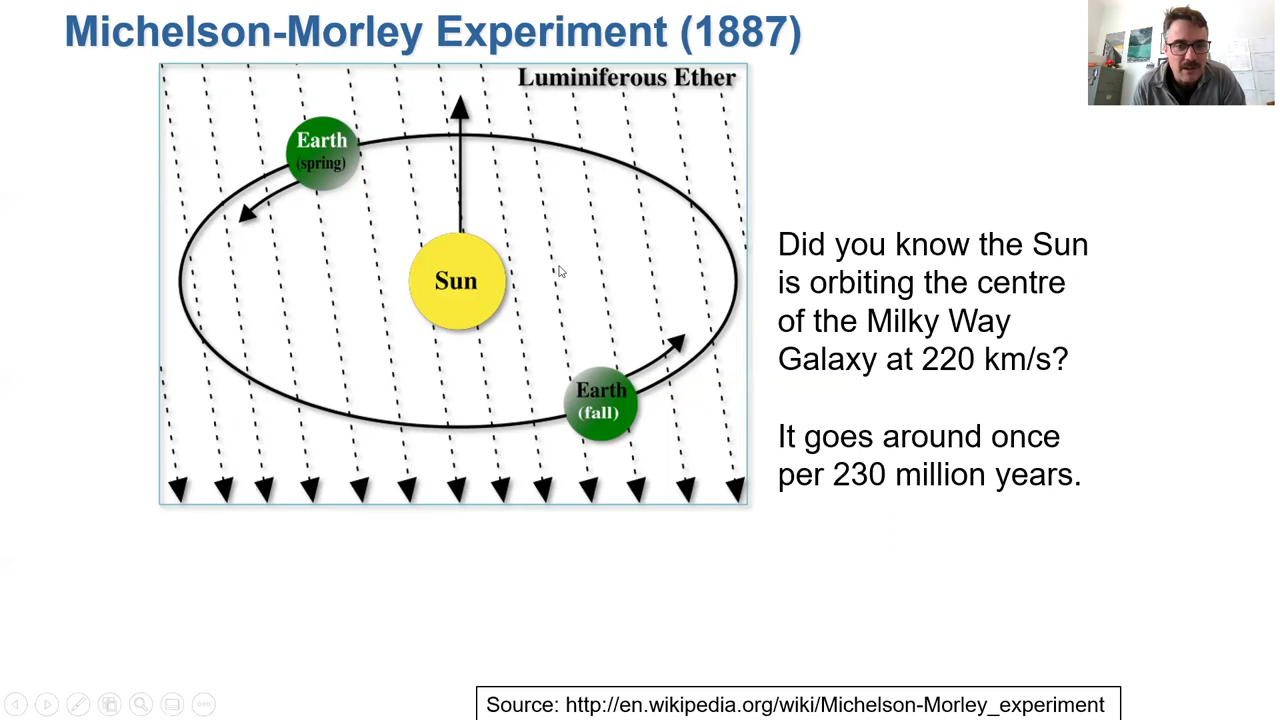 Michelson-Morley Experiment (1887)
Luminiferous Ether
Earth
(spring)
Sun
Earth
(fall)
Did you know the Sun
is orbiting the centre
of the Milky Way
Galaxy at 220 km/s?
It goes around once
per 230 million years.
Source: http://en.wikipedia.org/wiki/Michelson-Morley_experiment